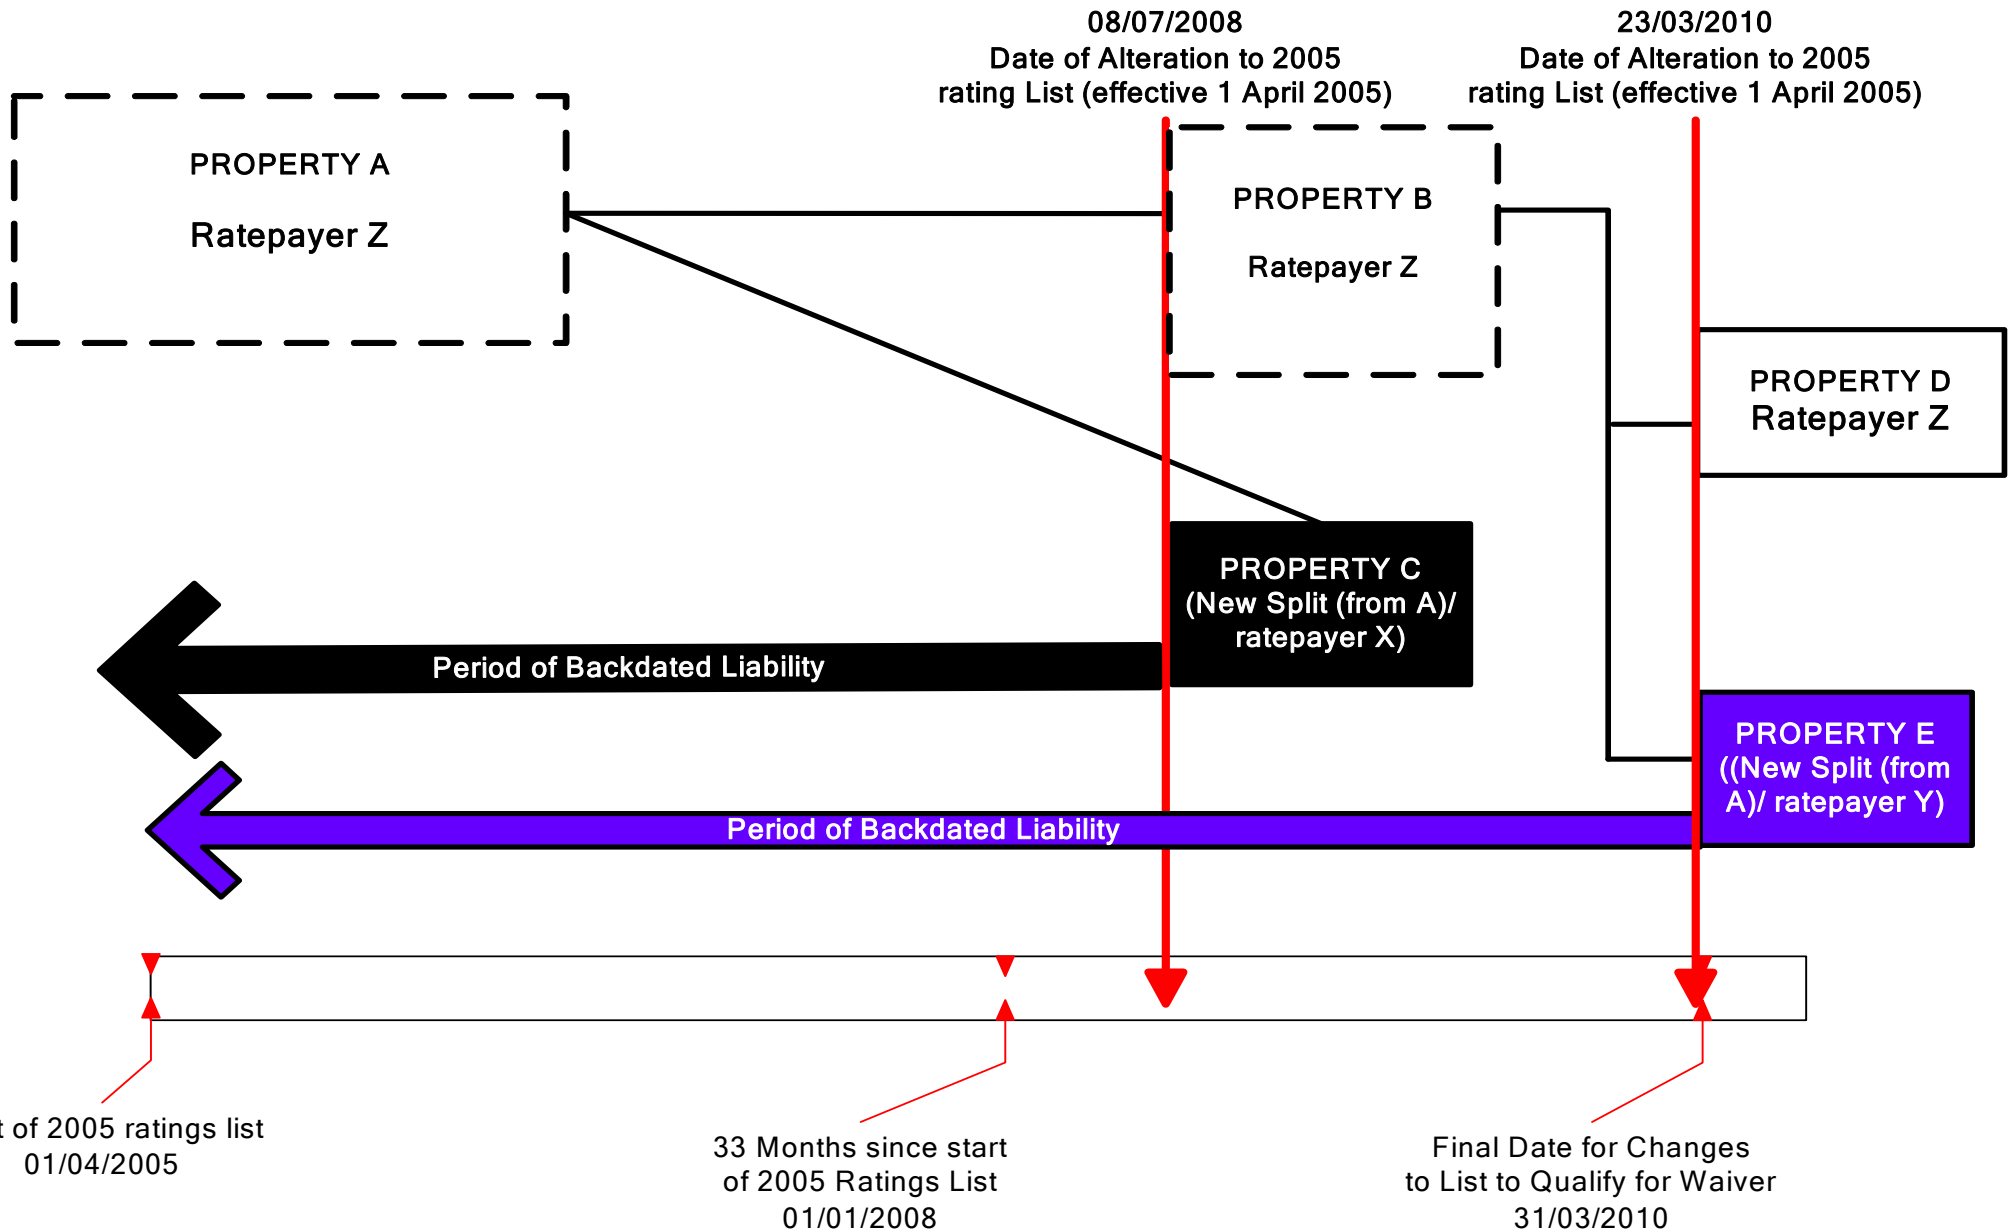 08/07/2008
Date of Alteration to 2005
rating List (effective 1 April 2005)
23/03/2010
Date of Alteration to 2005
rating List (effective 1 April 2005)
PROPERTY A
Ratepayer Z
PROPERTY B
Ratepayer Z
PROPERTY D
Ratepayer Z
PROPERTY C
(New Split (from A)/
ratepayer X)
Period of Backdated Liability
PROPERTY E
((New Split (from
A)/ ratepayer Y)
Period of Backdated Liability
of 2005 ratings list
01/04/2005
33 Months since start
of 2005 Ratings List
01/01/2008
Final Date for Changes
to List to Qualify for Waiver
31/03/2010